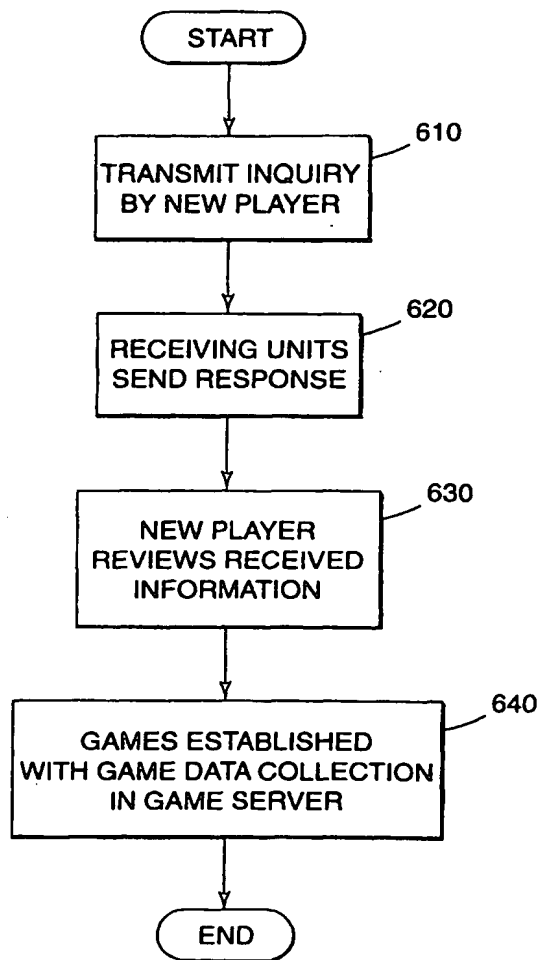 START
610
TRANSMIT INQUIRY
BY NEW PLAYER
620
RECEIVING UNITS
SEND RESPONSE
630
NEW PLAYER
REVIEWS RECEIVED
INFORMATION
640
GAMES ESTABLISHED
WITH GAME DATA COLLECTION
IN GAME SERVER
END